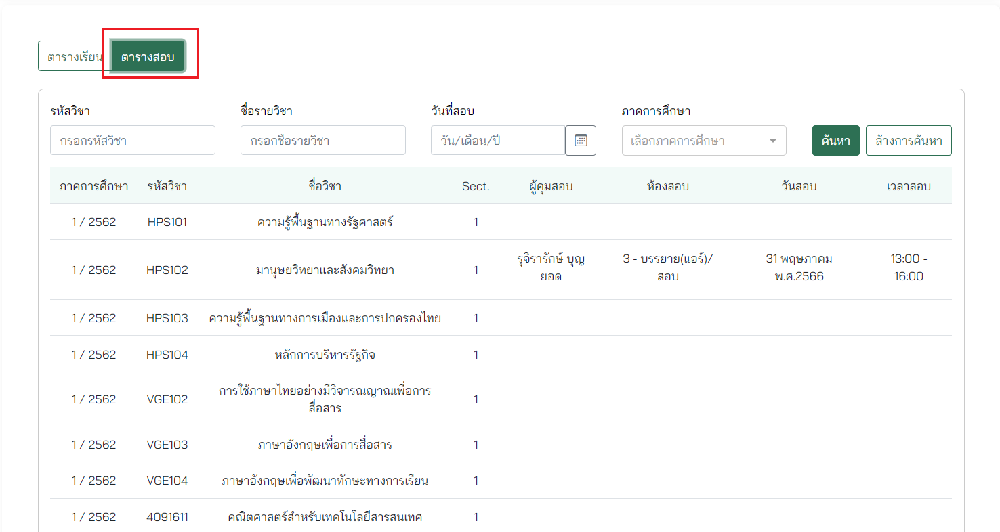 ตารางเรียน ตารางสอบ
รหัสวิชา ชื่อรายวิชา วันที่สอบ ภาคการศึกษา
กรอกรหัสวิชา กรอกชื่อรายวิชา วัน/เดือน/ปี เลือกภาคการศึกษา ค้นหา ล้างการค้นหา
ภาคการศึกษา รหัสวิชา ชื่อวิชา Sect. ผู้คุมสอบ ห้องสอบ วันสอบ เวลาสอบ
1 / 2562 HPS101 ความรู้พื้นฐานทางรัฐศาสตร์ 1
1 / 2562 HPS102 มานุษยวิทยาและสังคมวิทยา 1 รุจิรารักษ์ บุญ 3 - บรรยาย(แอร์)/ 31 พฤษภาคม 13:00 -
ยอด สอบ พ.ศ.2566 16:00
1 / 2562 HPS103 ความรู้พื้นฐานทางการเมืองและการปกครองไทย 1
1 / 2562 HPS104 หลักการบริหารรัฐกิจ 1
1 / 2562 VGE102 การใช้ภาษาไทยอย่างมีวิจารณญาณเพื่อการ 1
สื่อสาร
1 / 2562 VGE103 ภาษาอังกฤษเพื่อการสื่อสาร 1
1 / 2562 VGE104 ภาษาอังกฤษเพื่อพัฒนาทักษะทางการเรียน 1
1 / 2562 4091611 คณิตศาสตร์สำหรับเทคโนโลยีสารสนเทศ 1